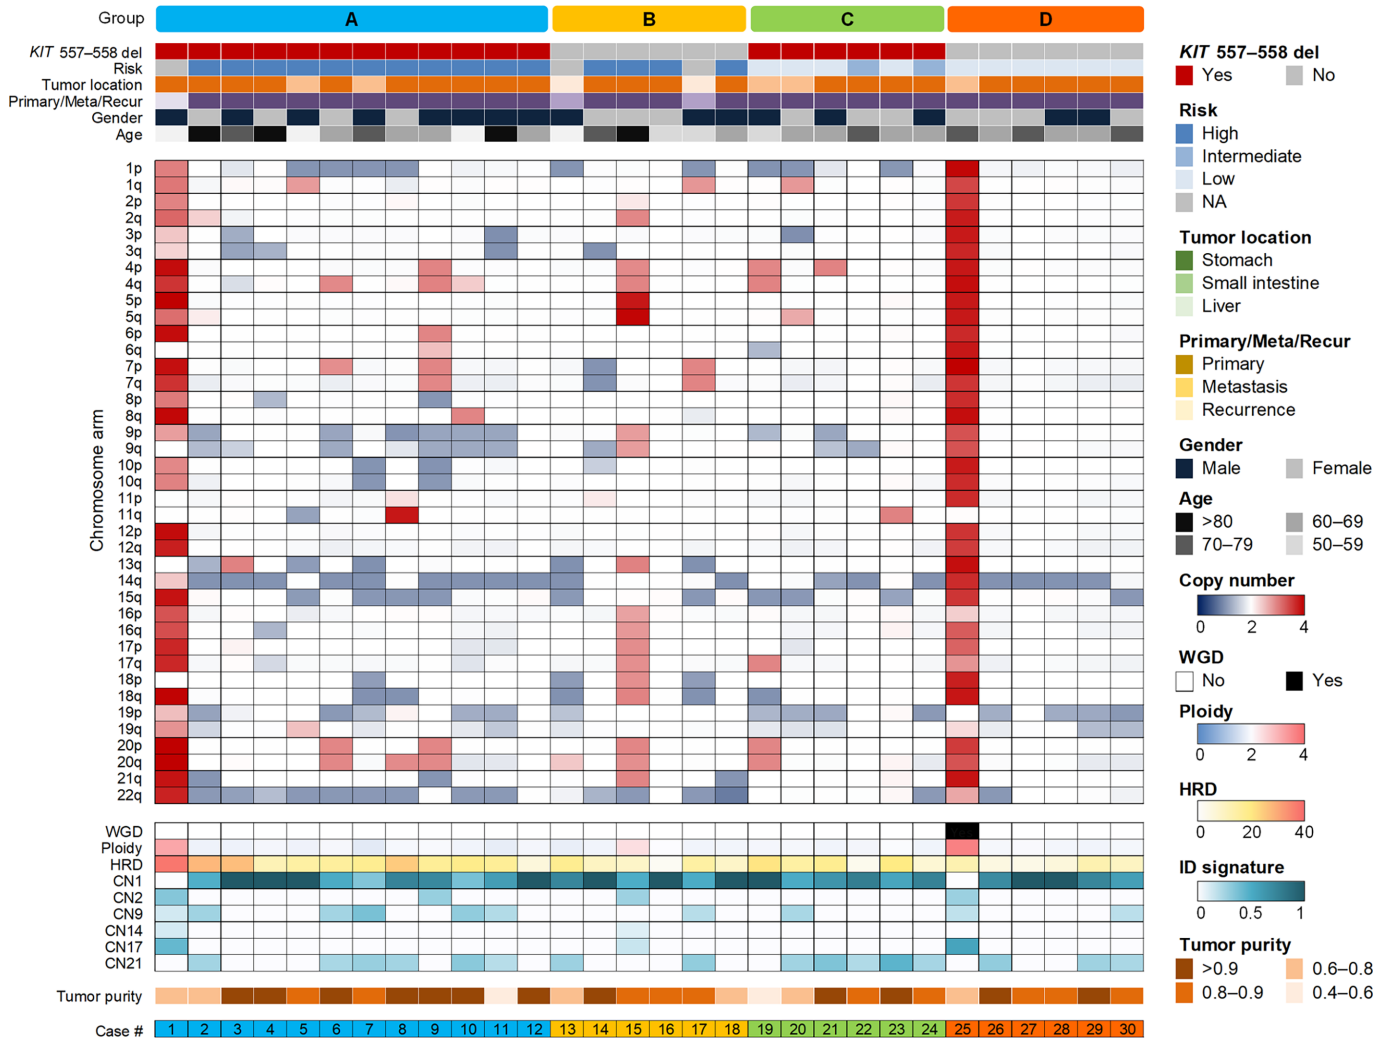 Group A B C D
KIT 557–558 del
Risk
Tumor location
Primary/Meta/Recur
Gender
Age
Chromosome arm
1p
1q
2p
2q
3p
3q
4p
4q
5p
5q
6p
6q
7p
7q
8p
8q
9p
9q
10p
10q
11p
11q
12p
12q
13q
14q
15q
16p
16q
17p
17q
18p
18q
19p
19q
20p
20q
21q
22q
WGD
Ploidy
HRD
CN1
CN2
CN9
CN14
CN17
CN21
Tumor purity
Case # 1 2 3 4 5 6 7 8 9 10 11 12 13 14 15 16 17 18 19 20 21 22 23 24 25 26 27 28 29 30
KIT 557–558 del
Yes No
Risk
High
Intermediate
Low
NA
Tumor location
Stomach
Small intestine
Liver
Primary/Meta/Recur
Primary
Metastasis
Recurrence
Gender
Male Female
Age
>80 60–69
70–79 50–59
Copy number
0 2 4
WGD
No Yes
Ploidy
0 2 4
HRD
0 20 40
ID signature
0 0.5 1
Tumor purity
>0.9 0.6–0.8
0.8–0.9 0.4–0.6